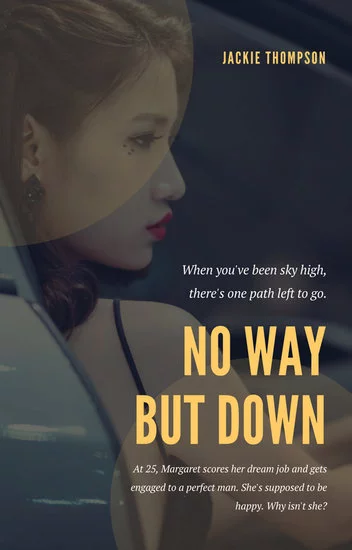 JACKIE THOMPSON
When you've been sky high,
there's one path left to go.
NO WAY
BUT DOWN
At 25, Margaret scores her dream job and gets
engaged to a perfect man. She's supposed to be
happy. Why isn't she?